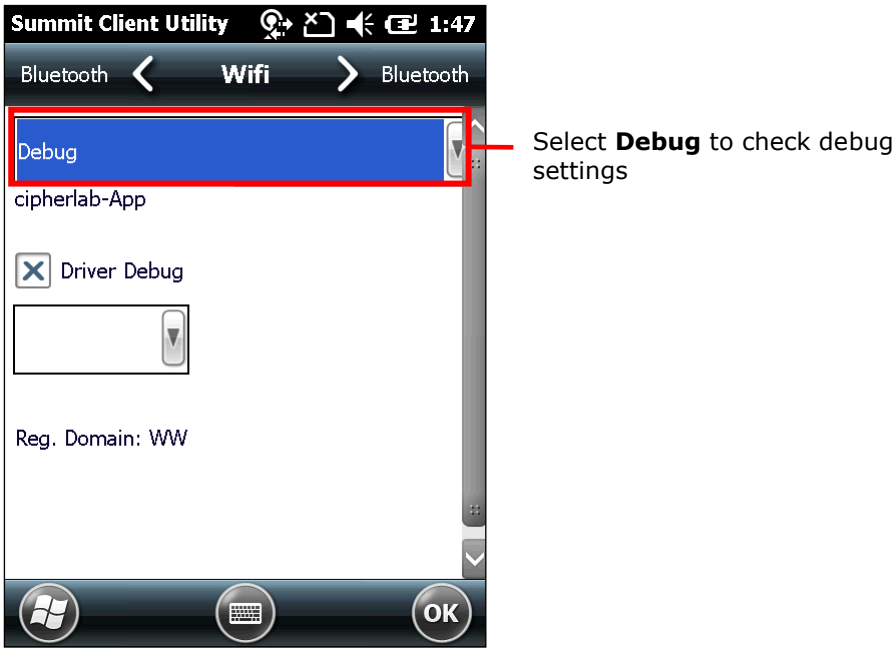 Summit Client Utility 1:47
Bluetooth Wifi Bluetooth
Debug
Select Debug to check debug
settings
cipherlab-App
Driver Debug
Reg. Domain: WW
OK